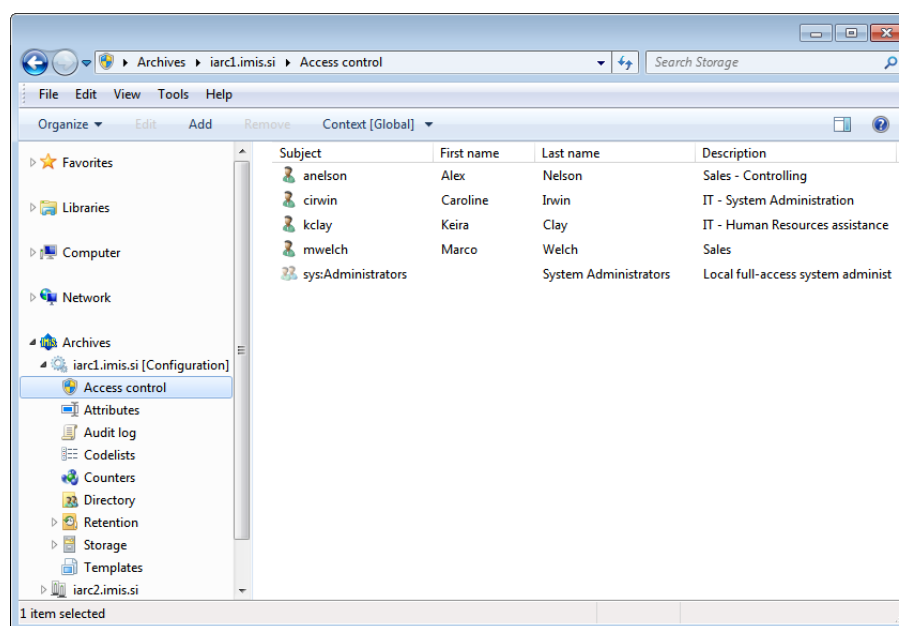 Archives iarc1.imis.si Access control Search Storage
File Edit View Tools Help
Organize Edit Add Remove Context [Global]
Favorites
Libraries
Computer
Network
Archives
iarc1.imis.si [Configuration]
Access control
Attributes
Audit log
Codelists
Counters
Directory
Retention
Storage
Templates
iarc2.imis.si
Subject First name Last name Description
anelson Alex Nelson Sales - Controlling
cirwin Caroline Irwin IT - System Administration
kclay Keira Clay IT - Human Resources assistance
mwelch Marco Welch Sales
sys:Administrators System Administrators Local full-access system administ
1 item selected